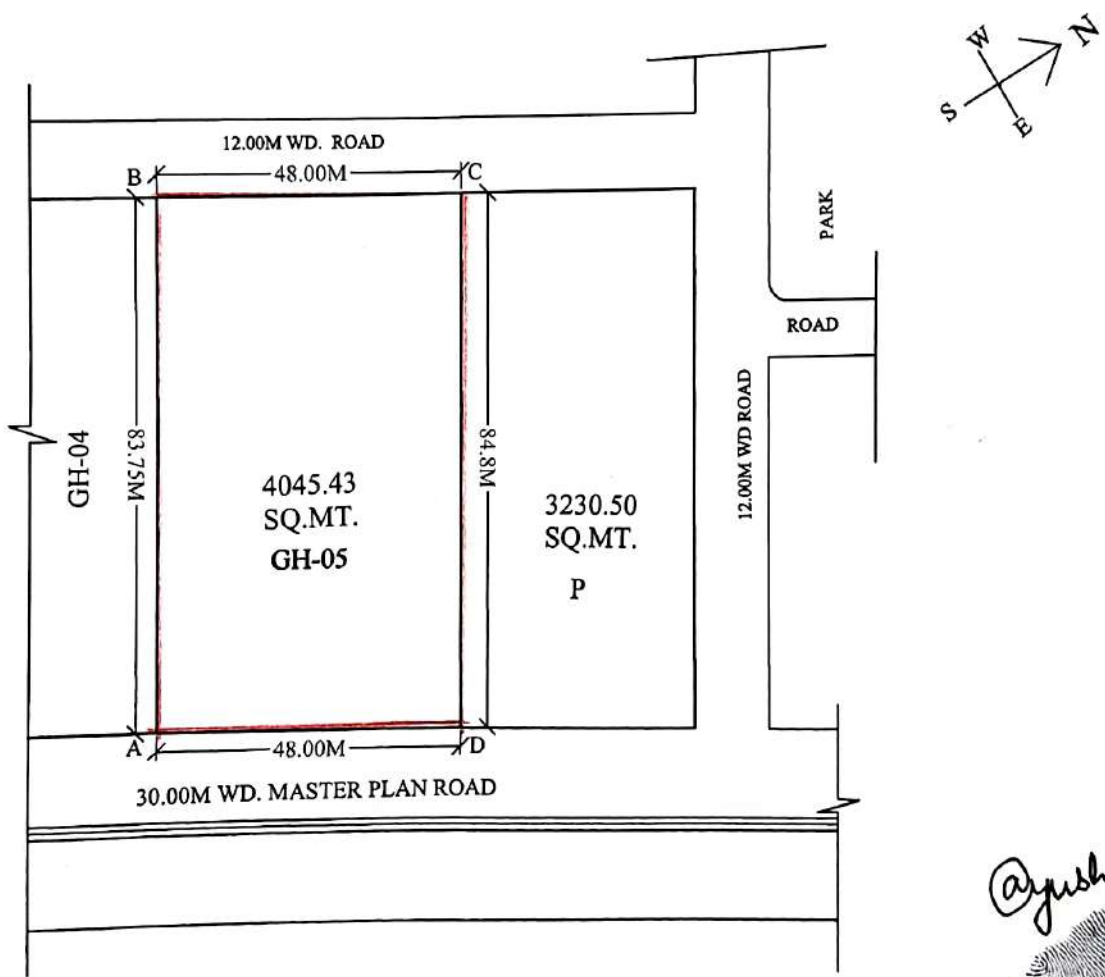 N
W
S
E
12.00M WD. ROAD
B
48.00M
C
PARK
ROAD
GH-04
83.75M
84.8M
12.00M WD ROAD
4045.43
SQ.MT.
GH-05
3230.50
SQ.MT.
P
A
48.00M
D
30.00M WD. MASTER PLAN ROAD